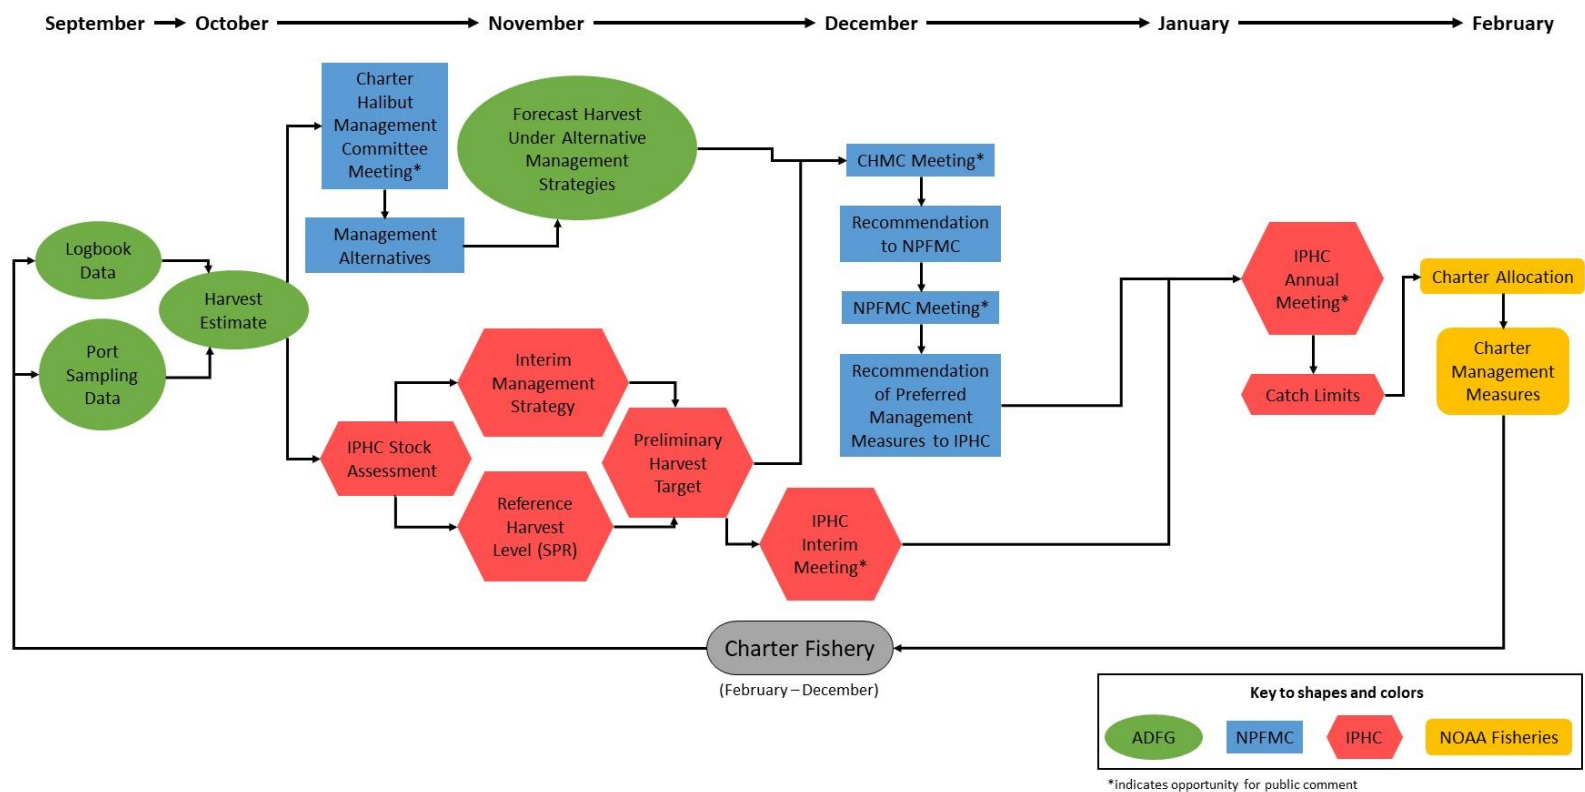 September
October
November
December
January
February
Charter
Halibut
Management
Committee
Meeting*
Management
Alternatives
Forecast Harvest
Under Alternative
Management
Strategies
Logbook
Data
Port
Sampling
Data
Harvest
Estimate
IPHC Stock
Assessment
Interim
Management
Strategy
Reference
Harvest
Level (SPR)
Preliminary
Harvest
Target
CHMC Meeting*
Recommendation
to NPFMC
NPFMC Meeting*
Recommendation
of Preferred
Management
Measures to IPHC
IPHC
Interim
Meeting*
IPHC
Annual
Meeting*
Catch Limits
Charter Allocation
Charter
Management
Measures
Charter Fishery
(February – December)
Key to shapes and colors
ADFG
NPFMC
IPHC
NOAA Fisheries
*indicates opportunity for public comment